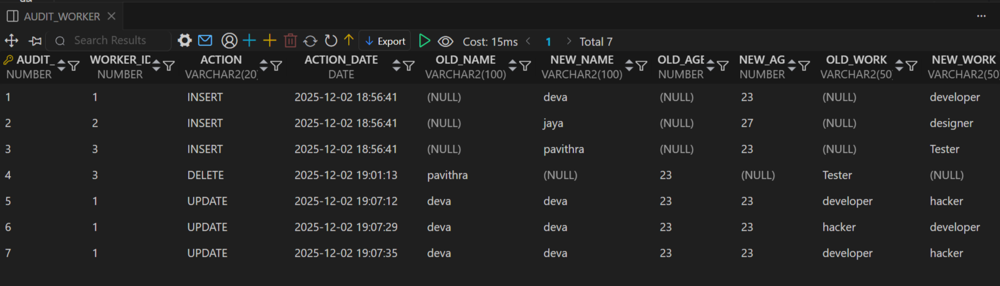 AUDIT_WORKER
Search Results Export Cost: 15ms 1 Total 7
AUDIT_ WORKER_ID ACTION ACTION_DATE OLD_NAME NEW_NAME OLD_AGE NEW_AG OLD_WORK NEW_WORK
NUMBER NUMBER VARCHAR2(20) DATE VARCHAR2(100) VARCHAR2(100) NUMBER NUMBER VARCHAR2(50) VARCHAR2(50)
1 1 INSERT 2025-12-02 18:56:41 (NULL) deva (NULL) 23 (NULL) developer
2 2 INSERT 2025-12-02 18:56:41 (NULL) jaya (NULL) 27 (NULL) designer
3 3 INSERT 2025-12-02 18:56:41 (NULL) pavithra (NULL) 23 (NULL) Tester
4 3 DELETE 2025-12-02 19:01:13 pavithra (NULL) 23 (NULL) Tester (NULL)
5 1 UPDATE 2025-12-02 19:07:12 deva deva 23 23 developer hacker
6 1 UPDATE 2025-12-02 19:07:29 deva deva 23 23 hacker developer
7 1 UPDATE 2025-12-02 19:07:35 deva deva 23 23 developer hacker